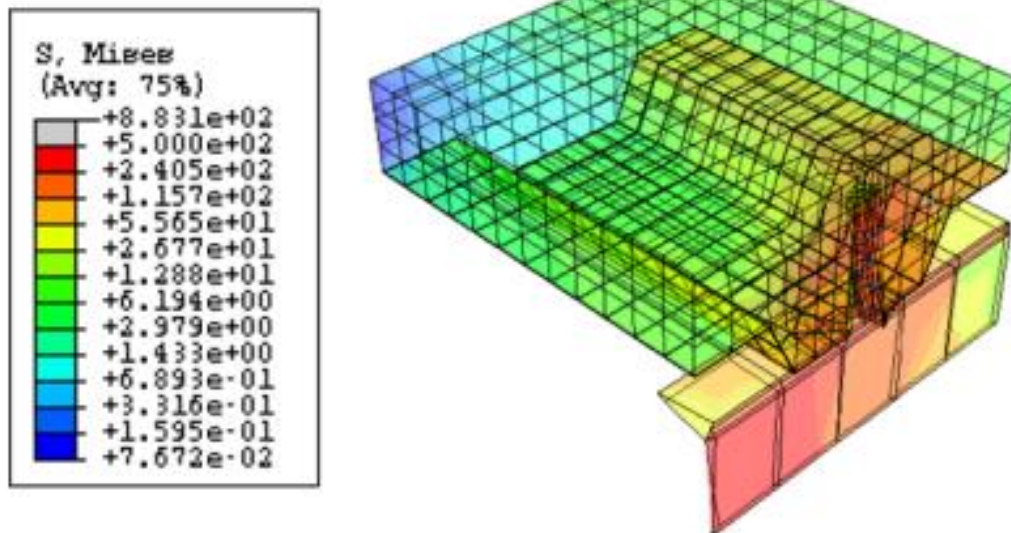 S, Mises
(Avg: 75%)
+8.831e+02
+5.000e+02
+2.405e+02
+1.157e+02
+5.565e+01
+2.677e+01
+1.288e+01
+6.194e+00
+2.979e+00
+1.433e+00
+6.893e-01
+3.316e-01
+1.595e-01
+7.672e-02